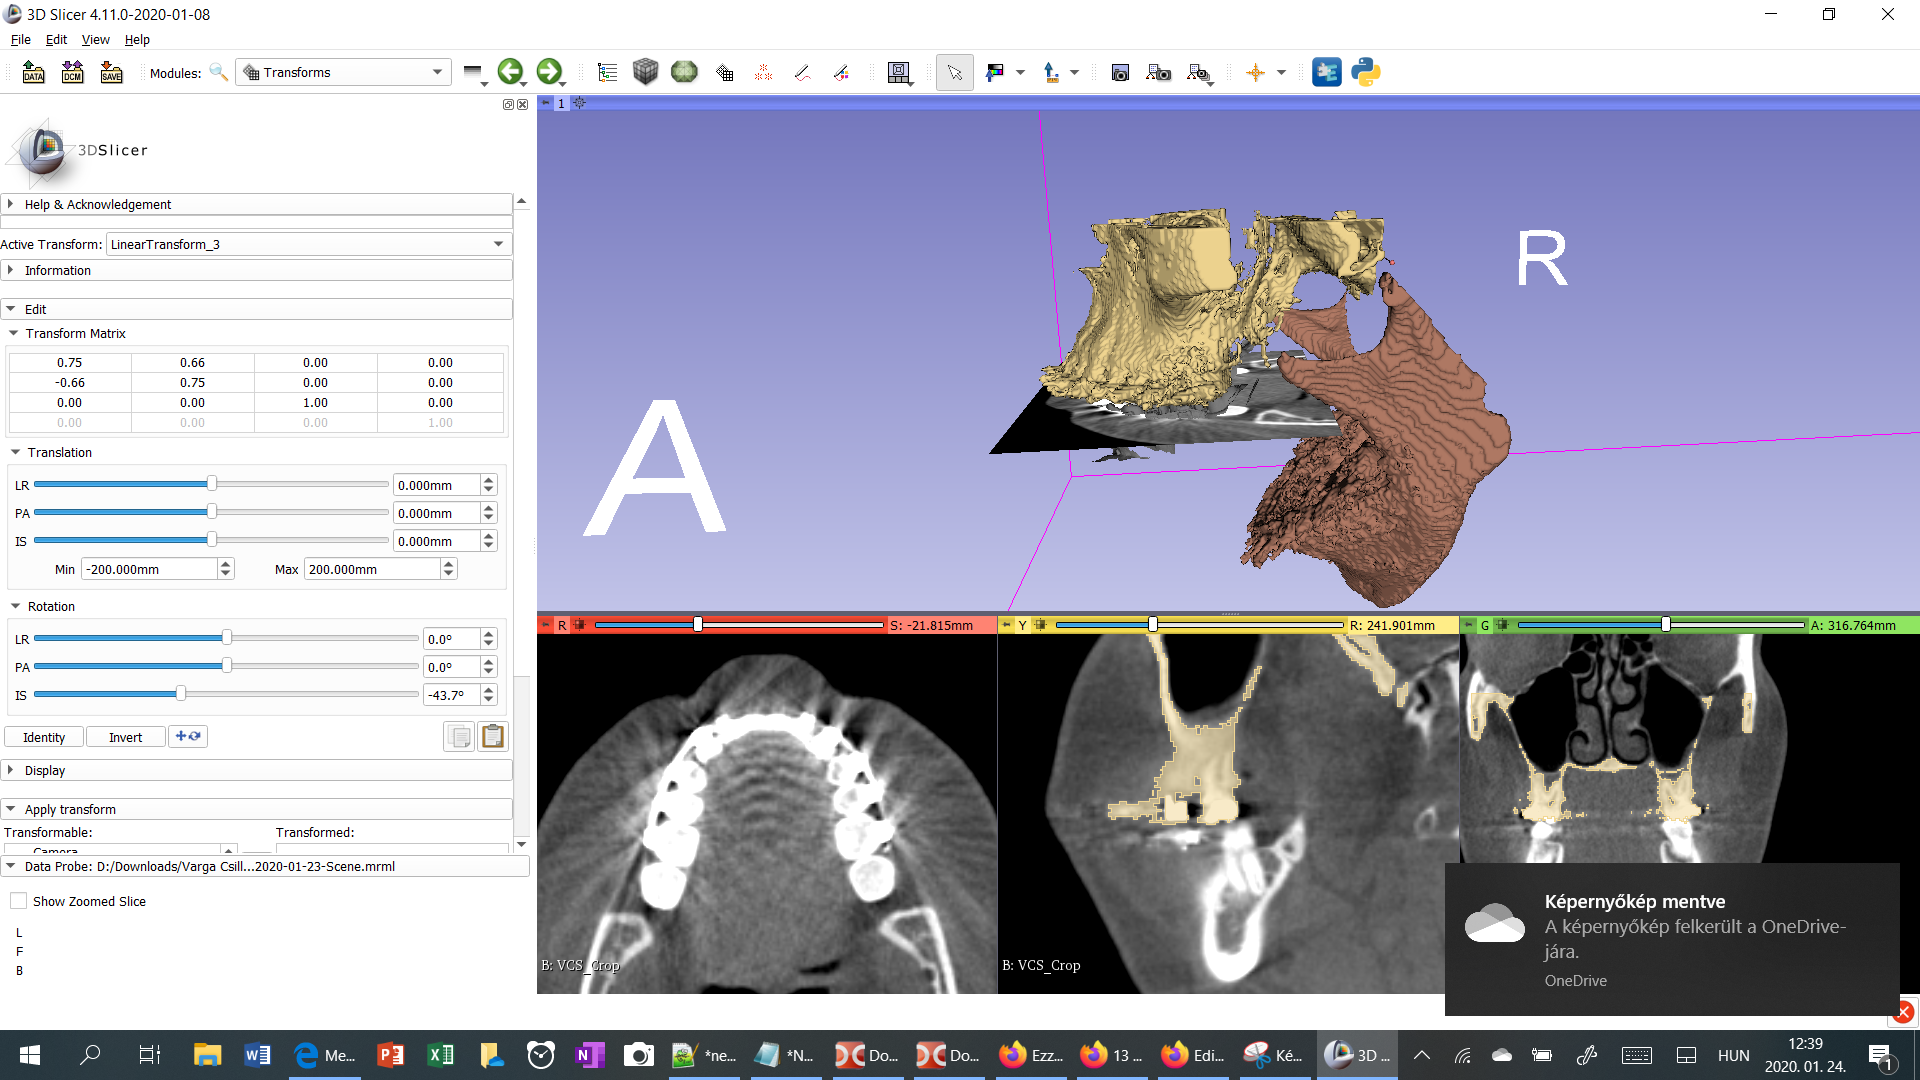 3D Slicer 4.11.0-2020-01-08
File Edit View Help
DATA DCM SAVE Modules: Transforms
1
3DSlicer
Help & Acknowledgement
Active Transform: LinearTransform_3
Information
Edit
Transform Matrix
0.75 0.66 0.00 0.00
-0.66 0.75 0.00 0.00
0.00 0.00 1.00 0.00
0.00 0.00 0.00 1.00
Translation
LR 0.000mm
PA 0.000mm
IS 0.000mm
Min -200.000mm Max 200.000mm
Rotation
LR 0.0°
PA 0.0°
IS -43.7°
Identity Invert
Display
Apply transform
Transformable: Transformed:
Camera
Data Probe: D:/Downloads/Varga Csill...2020-01-23-Scene.mrml
Show Zoomed Slice
L
F
B
A
R
R S: -21.815mm
Y R: 241.901mm
G A: 316.764mm
B: VCS_Crop
B: VCS_Crop
Képernyőkép mentve
A képernyőkép felkerült a OneDrive-
jára.
OneDrive
Me... *ne... *N... Do... Do... Ezz... 13 ... Edi... Ké... 3D ... HUN 12:39
2020. 01. 24.
1